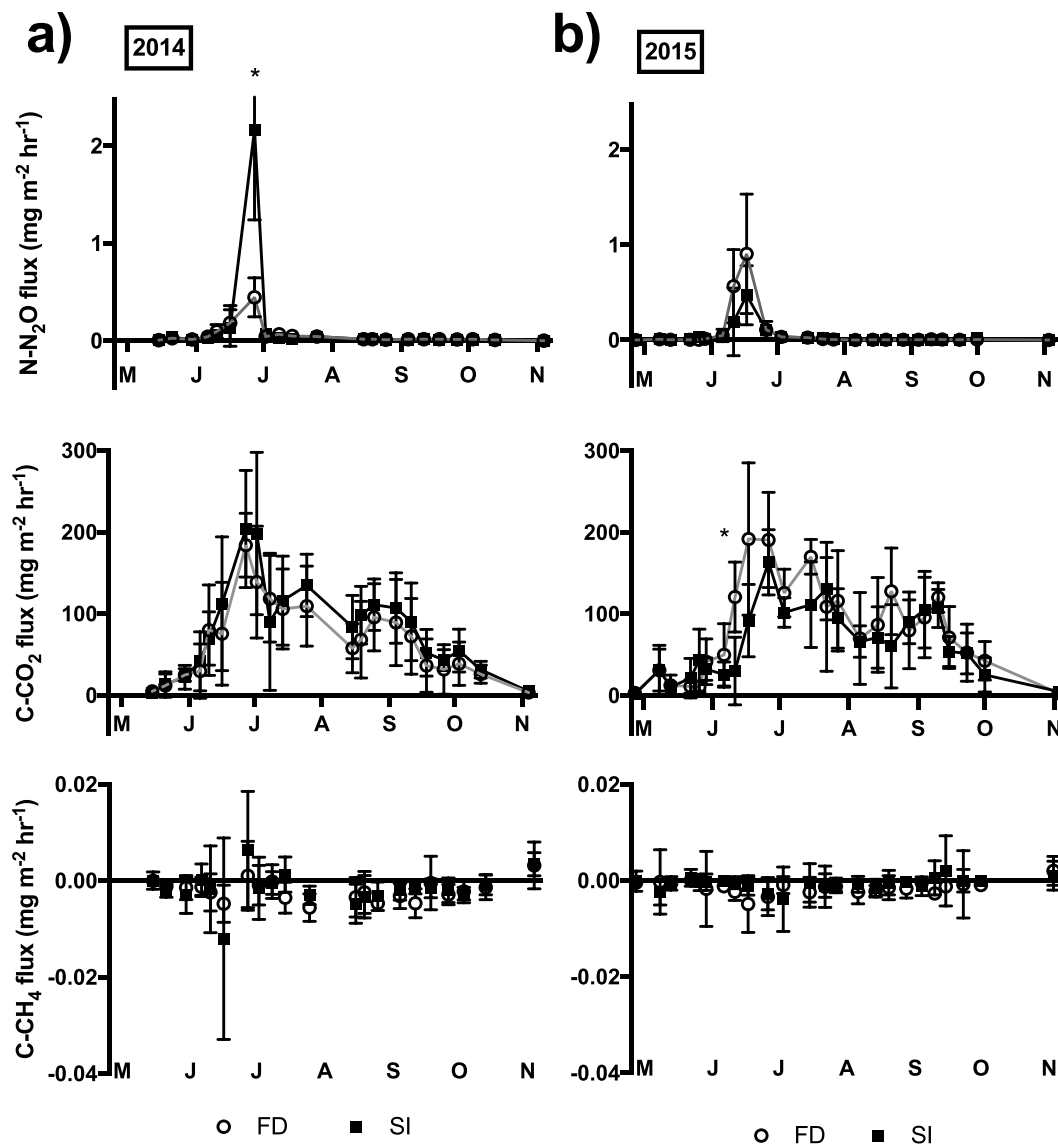 a)
2014
b)
2015
*
N-N₂O flux (mg m⁻² hr⁻¹)
2
1
0
M J J A S O N
2
1
0
M J J A S O N
C-CO₂ flux (mg m⁻² hr⁻¹)
300
200
100
0
M J J A S O N
300
200
100
0
*
M J J A S O N
C-CH₄ flux (mg m⁻² hr⁻¹)
0.02
0.00
-0.02
-0.04
M J J A S O N
0.02
0.00
-0.02
-0.04
M J J A S O N
FD SI
FD SI